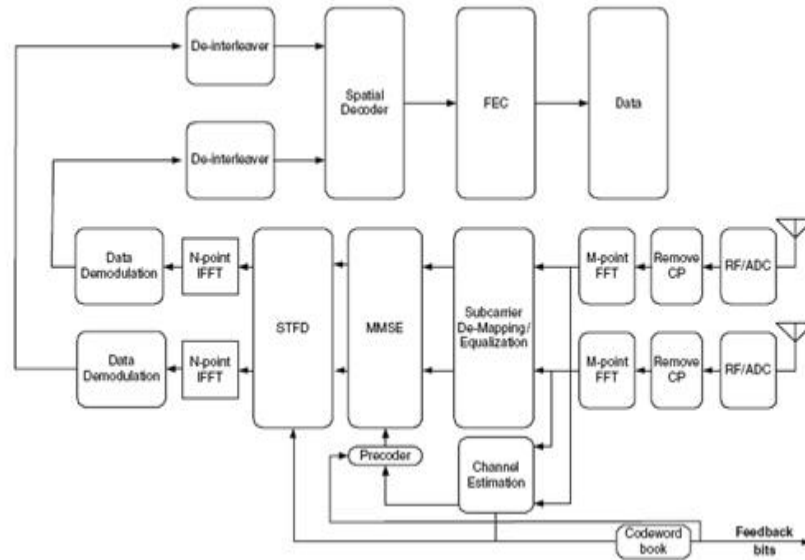 De-interleaver
Spatial
Decoder
FEC
Data
De-interleaver
Data
Demodulation
N-point
IFFT
STFD
MMSE
Subcarrier
De-Mapping/
Equalization
M-point
FFT
Remove
CP
RF/ADC
Data
Demodulation
N-point
IFFT
M-point
FFT
Remove
CP
RF/ADC
Precoder
Channel
Estimation
Codeword
book
Feedback
bits